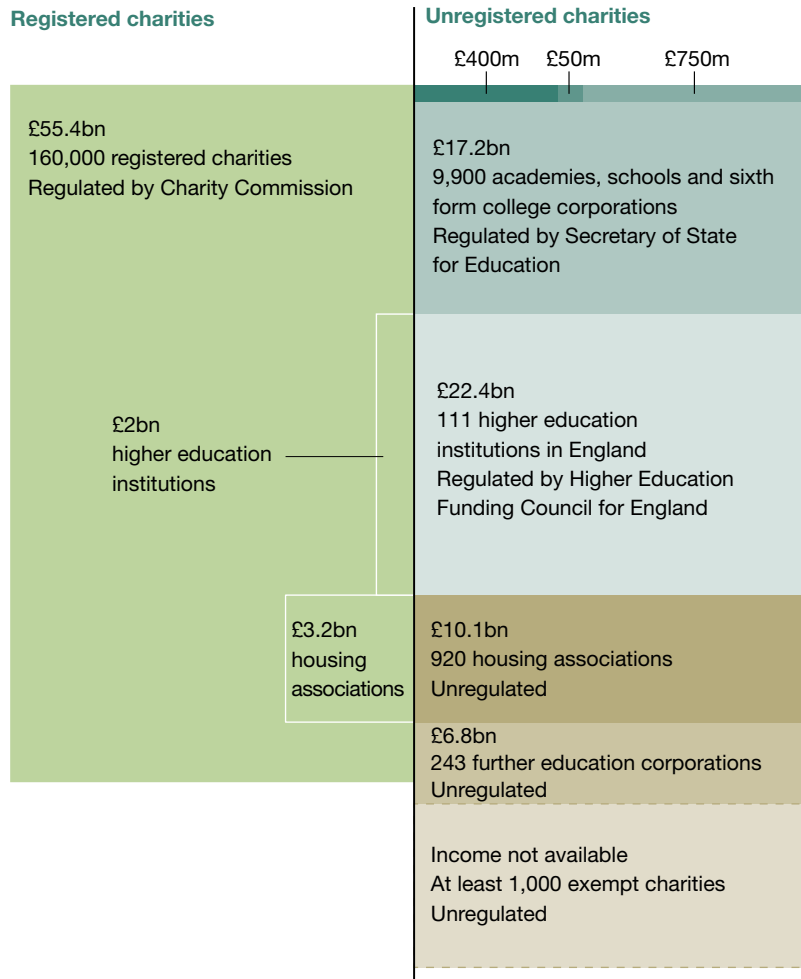 Registered charities
Unregistered charities
£400m £50m £750m
£55.4bn
160,000 registered charities
Regulated by Charity Commission
£17.2bn
9,900 academies, schools and sixth
form college corporations
Regulated by Secretary of State
for Education
£2bn
higher education
institutions
£22.4bn
111 higher education
institutions in England
Regulated by Higher Education
Funding Council for England
£3.2bn
housing
associations
£10.1bn
920 housing associations
Unregulated
£6.8bn
243 further education corporations
Unregulated
Income not available
At least 1,000 exempt charities
Unregulated